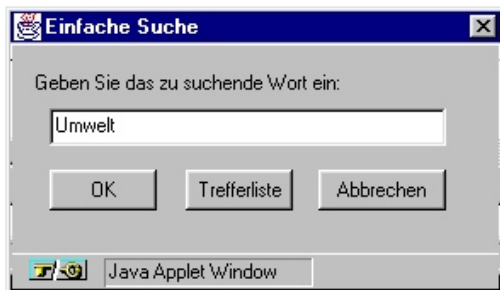 Einfache Suche
Geben Sie das zu suchende Wort ein:
Umwelt
OK Trefferliste Abbrechen
Java Applet Window